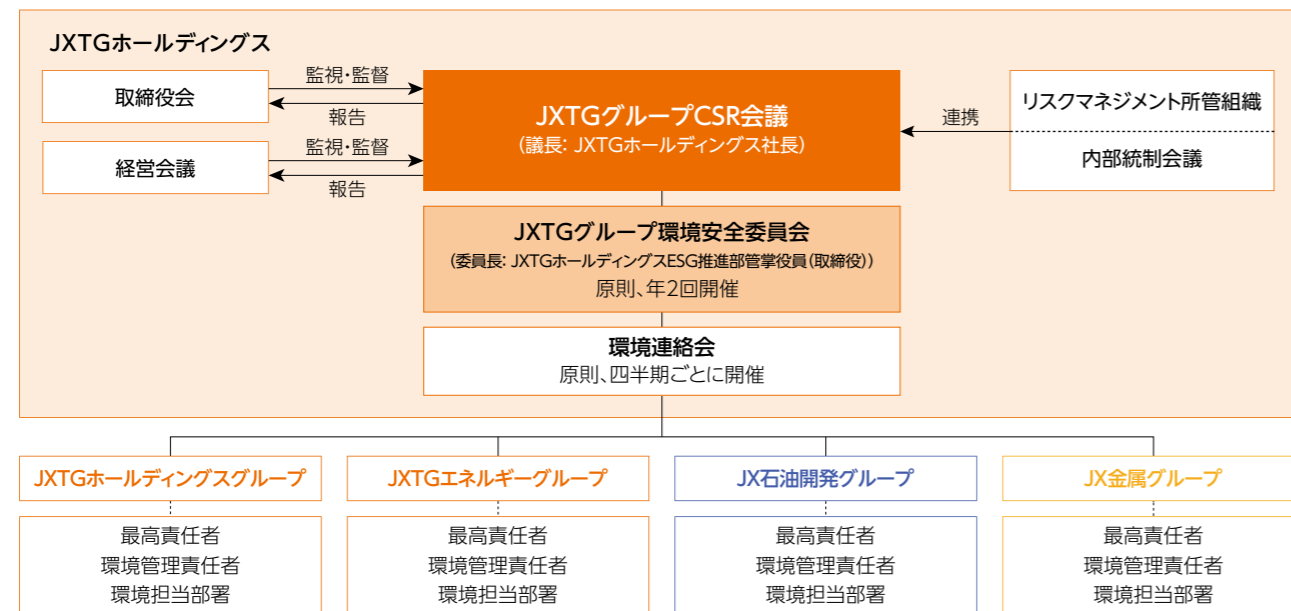 JXTGホールディングス
取締役会
監視・監督
報告
経営会議
監視・監督
報告
JXTGグループCSR会議
(議長: JXTGホールディングス社長)
連携
リスクマネジメント所管組織
内部統制会議
JXTGグループ環境安全委員会
(委員長: JXTGホールディングスESG推進部管掌役員(取締役))
原則、年2回開催
環境連絡会
原則、四半期ごとに開催
JXTGホールディングスグループ
最高責任者
環境管理責任者
環境担当部署
JXTGエネルギーグループ
最高責任者
環境管理責任者
環境担当部署
JX石油開発グループ
最高責任者
環境管理責任者
環境担当部署
JX金属グループ
最高責任者
環境管理責任者
環境担当部署